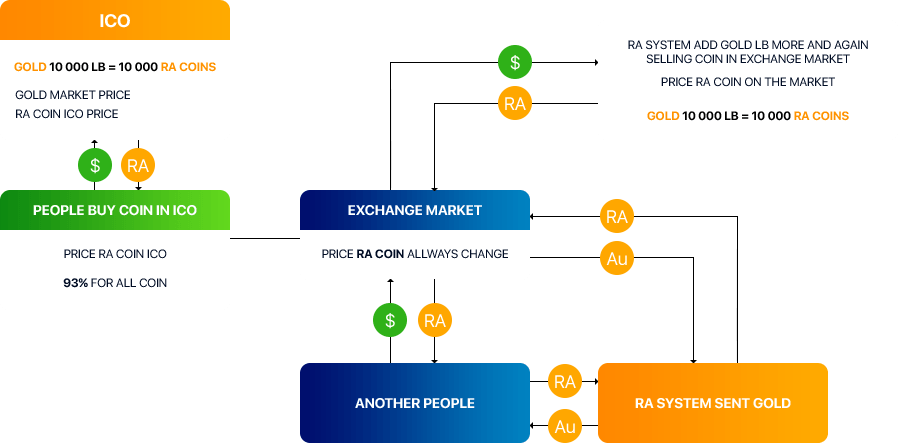 ICO
GOLD 10 000 LB = 10 000 RA COINS
GOLD MARKET PRICE
RA COIN ICO PRICE
$
RA
PEOPLE BUY COIN IN ICO
PRICE RA COIN ICO
93% FOR ALL COIN
$
RA
RA SYSTEM ADD GOLD LB MORE AND AGAIN
SELLING COIN IN EXCHANGE MARKET
PRICE RA COIN ON THE MARKET
GOLD 10 000 LB = 10 000 RA COINS
EXCHANGE MARKET
PRICE RA COIN ALLWAYS CHANGE
RA
Au
$
RA
ANOTHER PEOPLE
RA
Au
RA SYSTEM SENT GOLD